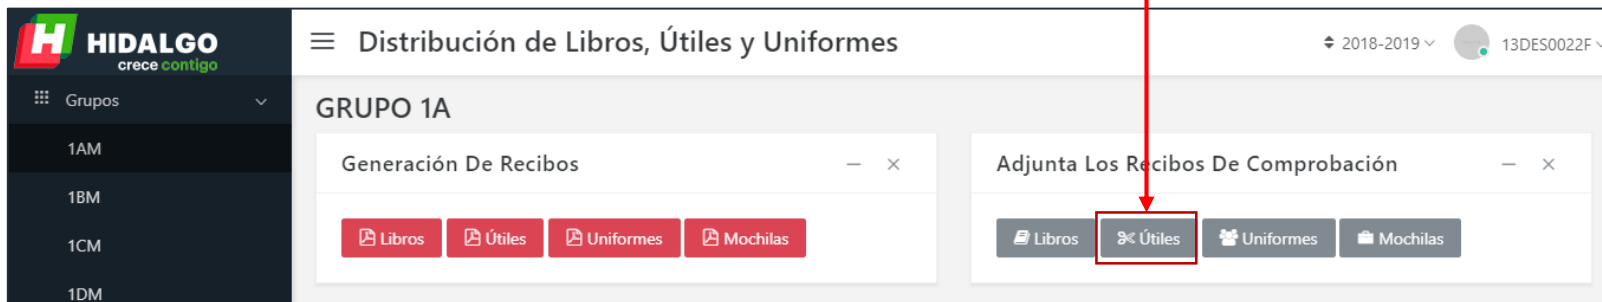 HIDALGO
crece contigo
Distribución de Libros, Útiles y Uniformes
2018-2019
13DES0022F
Grupos
1AM
1BM
1CM
1DM
GRUPO 1A
Generación De Recibos
Libros
Útiles
Uniformes
Mochilas
Adjunta Los Recibos De Comprobación
Libros
Útiles
Uniformes
Mochilas